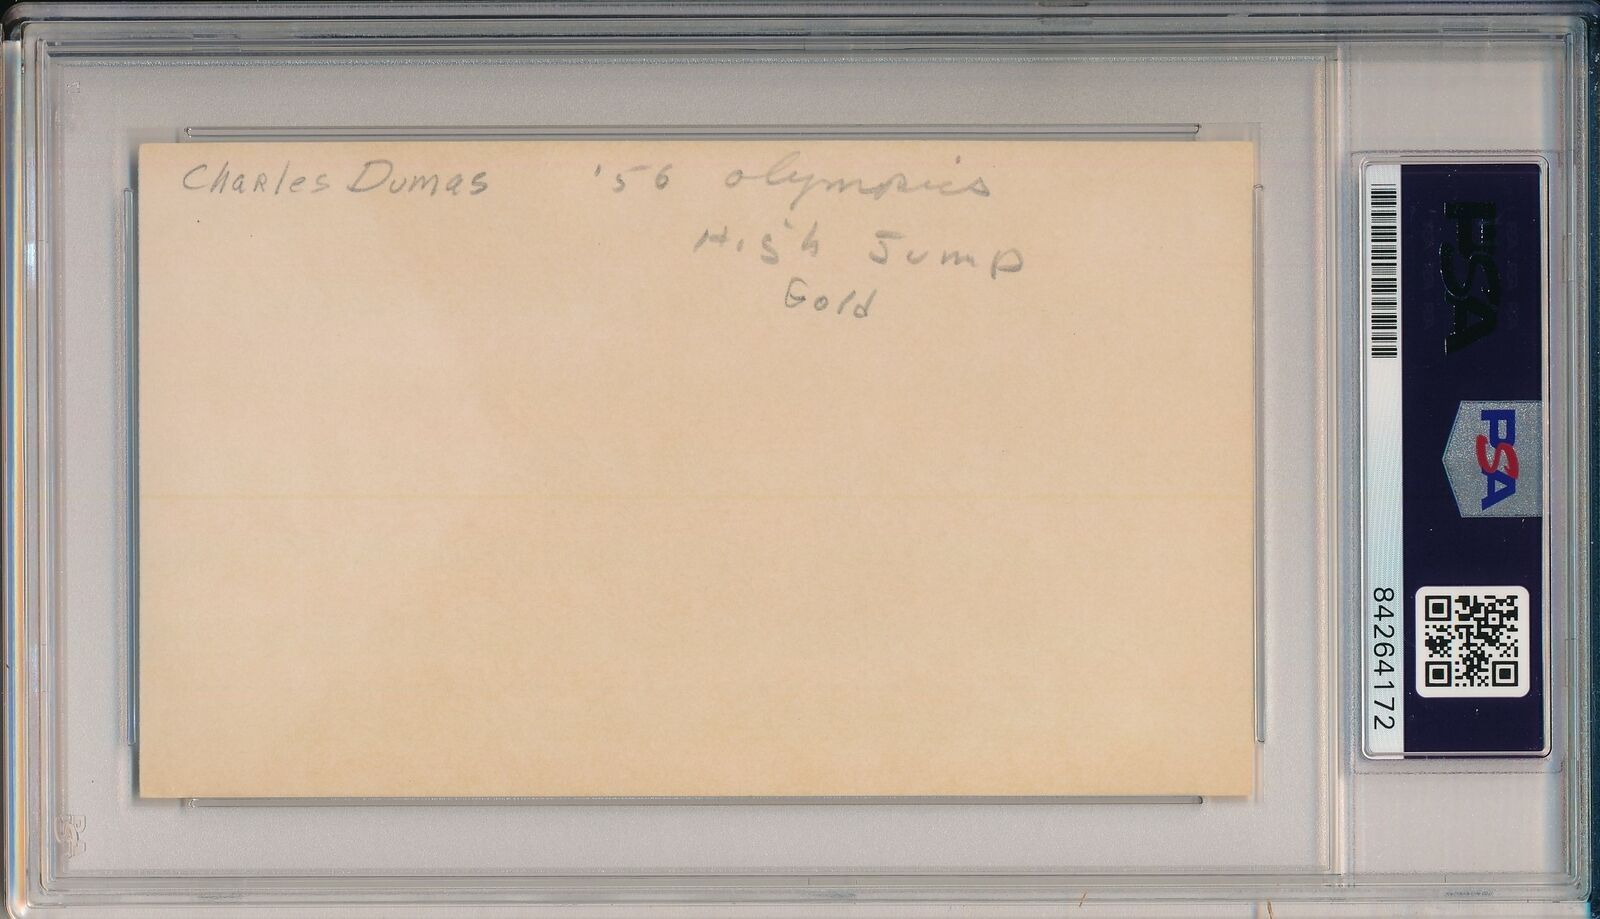 Charles Dumas '56 Olympics
High Jump
Gold
PSA
PSA
84264172